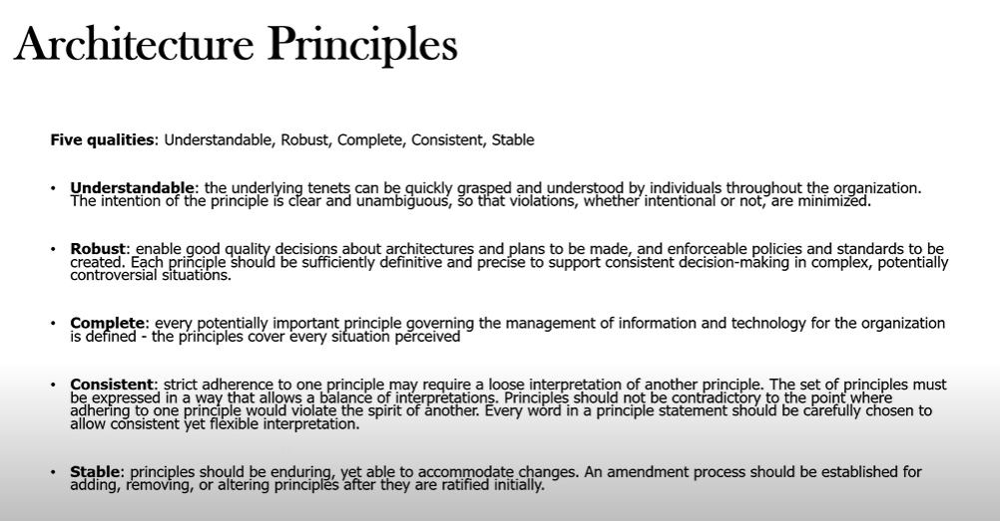 Architecture Principles
Five qualities: Understandable, Robust, Complete, Consistent, Stable
• Understandable: the underlying tenets can be quickly grasped and understood by individuals throughout the organization.
The intention of the principle is clear and unambiguous, so that violations, whether intentional or not, are minimized.
• Robust: enable good quality decisions about architectures and plans to be made, and enforceable policies and standards to be
created. Each principle should be sufficiently definitive and precise to support consistent decision-making in complex, potentially
controversial situations.
• Complete: every potentially important principle governing the management of information and technology for the organization
is defined - the principles cover every situation perceived
• Consistent: strict adherence to one principle may require a loose interpretation of another principle. The set of principles must
be expressed in a way that allows a balance of interpretations. Principles should not be contradictory to the point where
adhering to one principle would violate the spirit of another. Every word in a principle statement should be carefully chosen to
allow consistent yet flexible interpretation.
• Stable: principles should be enduring, yet able to accommodate changes. An amendment process should be established for
adding, removing, or altering principles after they are ratified initially.